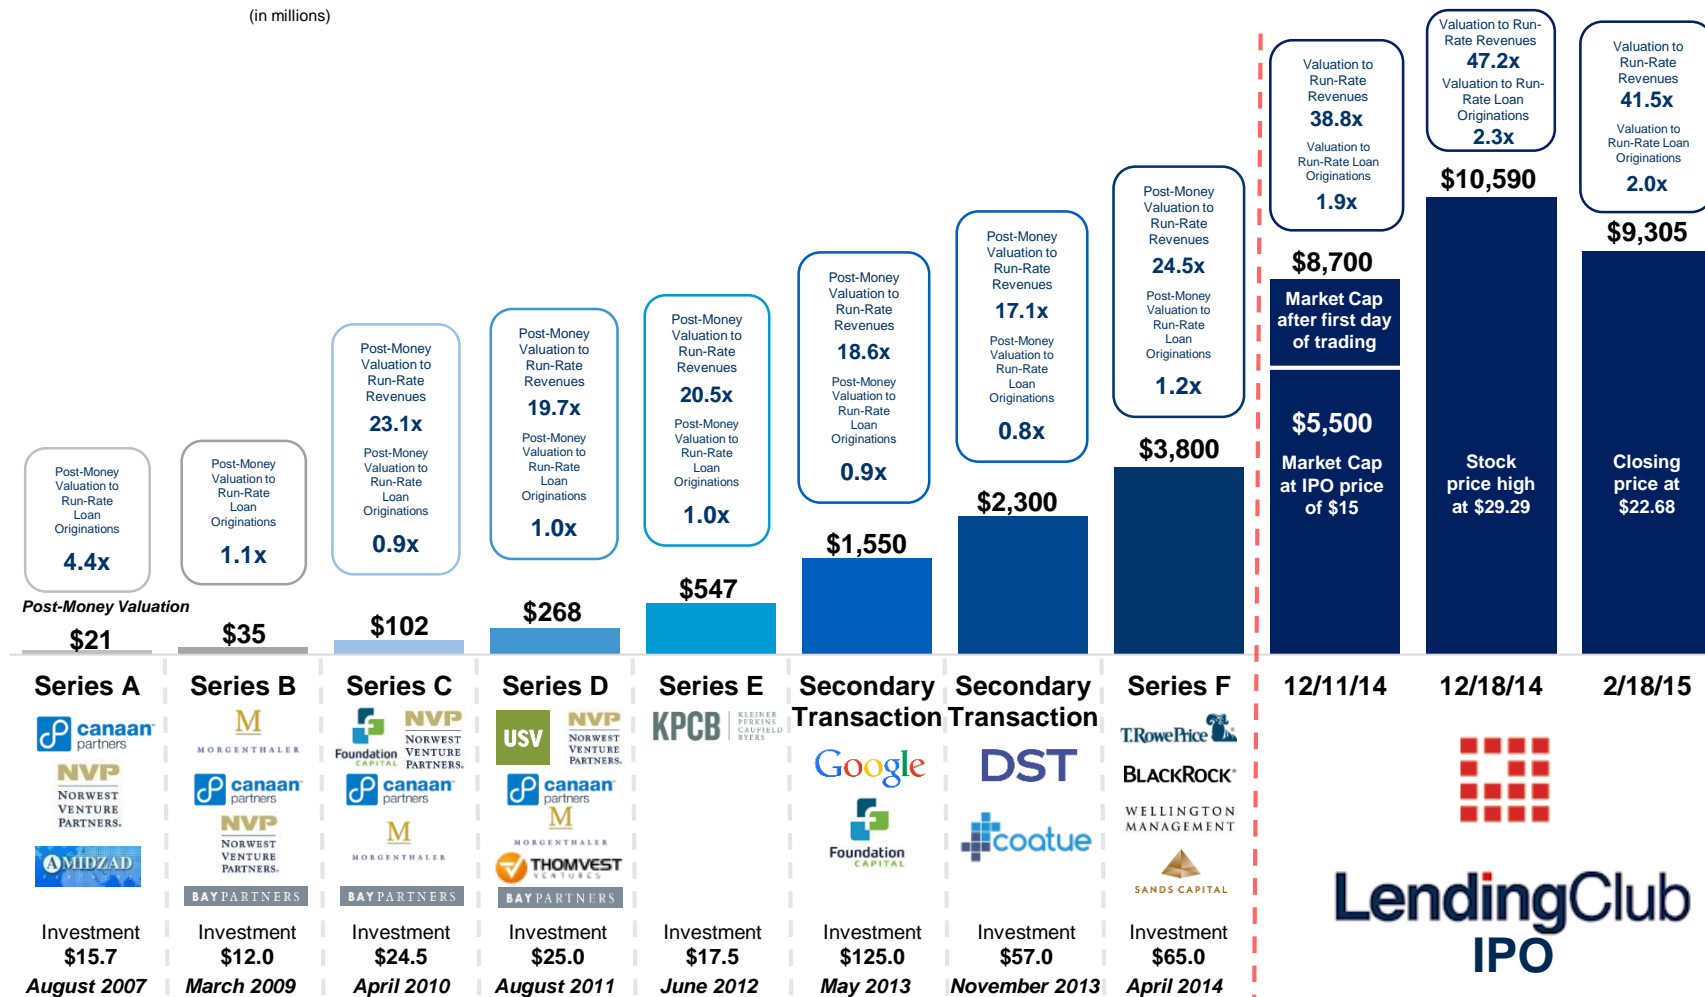 (in millions)
Post-Money
Valuation to
Run-Rate
Loan
Originations
4.4x
Post-Money Valuation
$21
Post-Money
Valuation to
Run-Rate
Loan
Originations
1.1x
$35
Post-Money
Valuation to
Run-Rate
Revenues
23.1x
Post-Money
Valuation to
Run-Rate
Loan
Originations
0.9x
$102
Post-Money
Valuation to
Run-Rate
Revenues
19.7x
Post-Money
Valuation to
Run-Rate
Loan
Originations
1.0x
$268
Post-Money
Valuation to
Run-Rate
Revenues
20.5x
Post-Money
Valuation to
Run-Rate
Loan
Originations
1.0x
$547
Post-Money
Valuation to
Run-Rate
Revenues
18.6x
Post-Money
Valuation to
Run-Rate
Loan
Originations
0.9x
$1,550
Post-Money
Valuation to
Run-Rate
Revenues
17.1x
Post-Money
Valuation to
Run-Rate
Loan
Originations
0.8x
$2,300
Post-Money
Valuation to
Run-Rate
Revenues
24.5x
Post-Money
Valuation to
Run-Rate
Loan
Originations
1.2x
$3,800
Valuation to
Run-Rate
Revenues
38.8x
Valuation to
Run-Rate Loan
Originations
1.9x
$8,700
Market Cap
after first day
of trading
$5,500
Market Cap
at IPO price
of $15
Valuation to Run-
Rate Revenues
47.2x
Valuation to Run-
Rate Loan
Originations
2.3x
$10,590
Stock
price high
at $29.29
Valuation to
Run-Rate
Revenues
41.5x
Valuation to
Run-Rate Loan
Originations
2.0x
$9,305
Closing
price at
$22.68
Series A
canaan
partners
NVP
NORWEST
VENTURE
PARTNERS.
AMIDZAD
Investment
$15.7
August 2007
Series B
M
MORGENTHALER
canaan
partners
NVP
NORWEST
VENTURE
PARTNERS.
BAY PARTNERS
Investment
$12.0
March 2009
Series C
Foundation
CAPITAL
NVP
NORWEST
VENTURE
PARTNERS.
canaan
partners
M
MORGENTHALER
BAY PARTNERS
Investment
$24.5
April 2010
Series D
USV
NVP
NORWEST
VENTURE
PARTNERS.
canaan
partners
M
MORGENTHALER
THOMVEST
VENTURES
BAY PARTNERS
Investment
$25.0
August 2011
Series E
KPCB
KLEINER
PERKINS
CAUFIELD
BYERS
Investment
$17.5
June 2012
Secondary
Transaction
Google
Foundation
CAPITAL
Investment
$125.0
May 2013
Secondary
Transaction
DST
coatue
Investment
$57.0
November 2013
Series F
T.RowePrice
BLACKROCK®
WELLINGTON
MANAGEMENT
SANDS CAPITAL
Investment
$65.0
April 2014
12/11/14
12/18/14
2/18/15
LendingClub
IPO